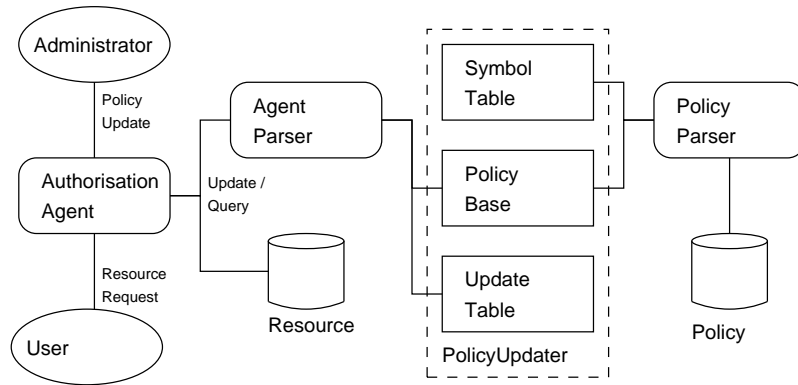 Administrator
Policy
Update
Authorisation
Agent
Resource
Request
User
Update /
Query
Agent
Parser
Resource
Symbol
Table
Policy
Base
Update
Table
PolicyUpdater
Policy
Parser
Policy